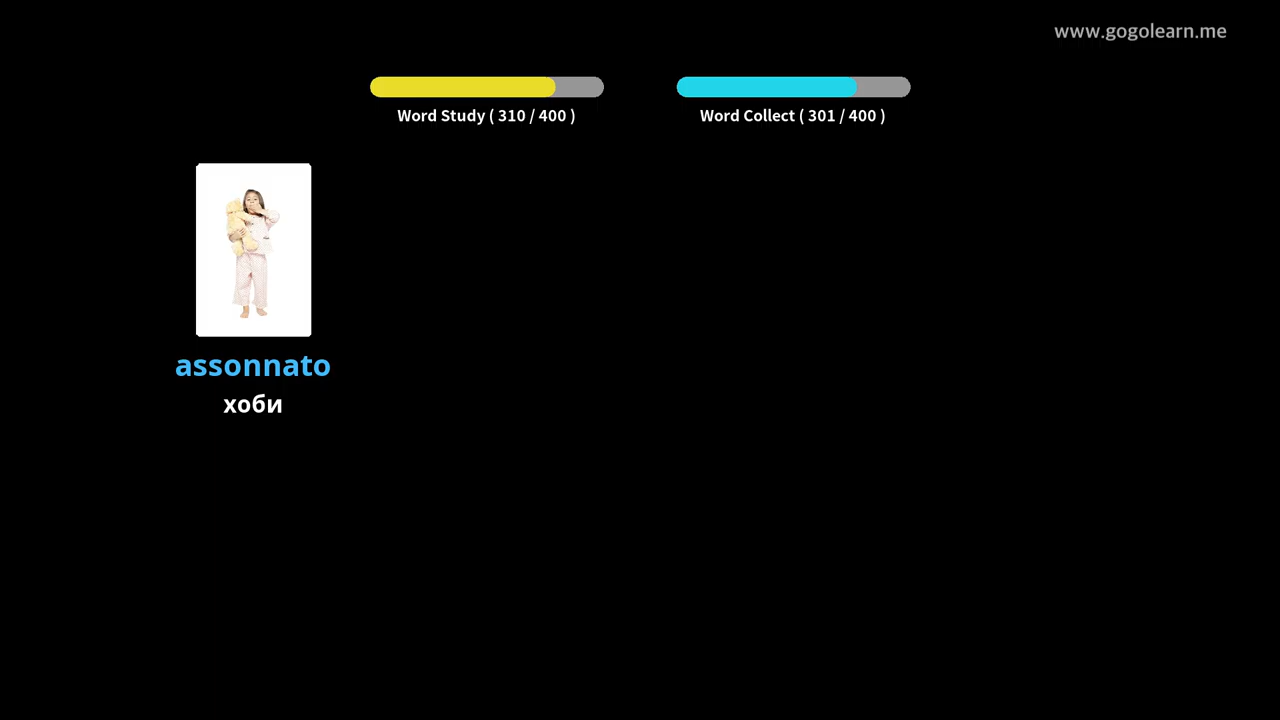 www.gogolearn.me
Word Study ( 310 / 400 )
Word Collect ( 301 / 400 )
assonnato
хоби